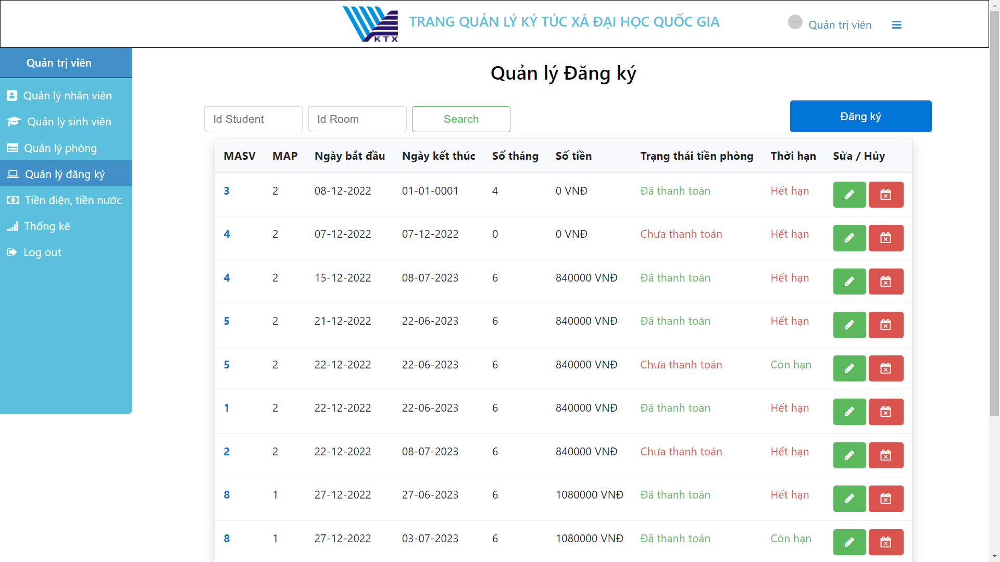 KTX
TRANG QUẢN LÝ KÝ TÚC XÁ ĐẠI HỌC QUỐC GIA
Quản trị viên
Quản trị viên
Quản lý nhân viên
Quản lý sinh viên
Quản lý phòng
Quản lý đăng ký
Tiền điện, tiền nước
Thống kê
Log out
Quản lý Đăng ký
Id Student Id Room Search Đăng ký
MASV MAP Ngày bắt đầu Ngày kết thúc Số tháng Số tiền Trạng thái tiền phòng Thời hạn Sửa / Hủy
3 2 08-12-2022 01-01-0001 4 0 VNĐ Đã thanh toán Hết hạn
4 2 07-12-2022 07-12-2022 0 0 VNĐ Chưa thanh toán Hết hạn
4 2 15-12-2022 08-07-2023 6 840000 VNĐ Đã thanh toán Hết hạn
5 2 21-12-2022 22-06-2023 6 840000 VNĐ Đã thanh toán Hết hạn
5 2 22-12-2022 22-06-2023 6 840000 VNĐ Chưa thanh toán Còn hạn
1 2 22-12-2022 22-06-2023 6 840000 VNĐ Đã thanh toán Hết hạn
2 2 22-12-2022 08-07-2023 6 840000 VNĐ Chưa thanh toán Hết hạn
8 1 27-12-2022 27-06-2023 6 1080000 VNĐ Đã thanh toán Hết hạn
8 1 27-12-2022 03-07-2023 6 1080000 VNĐ Đã thanh toán Còn hạn